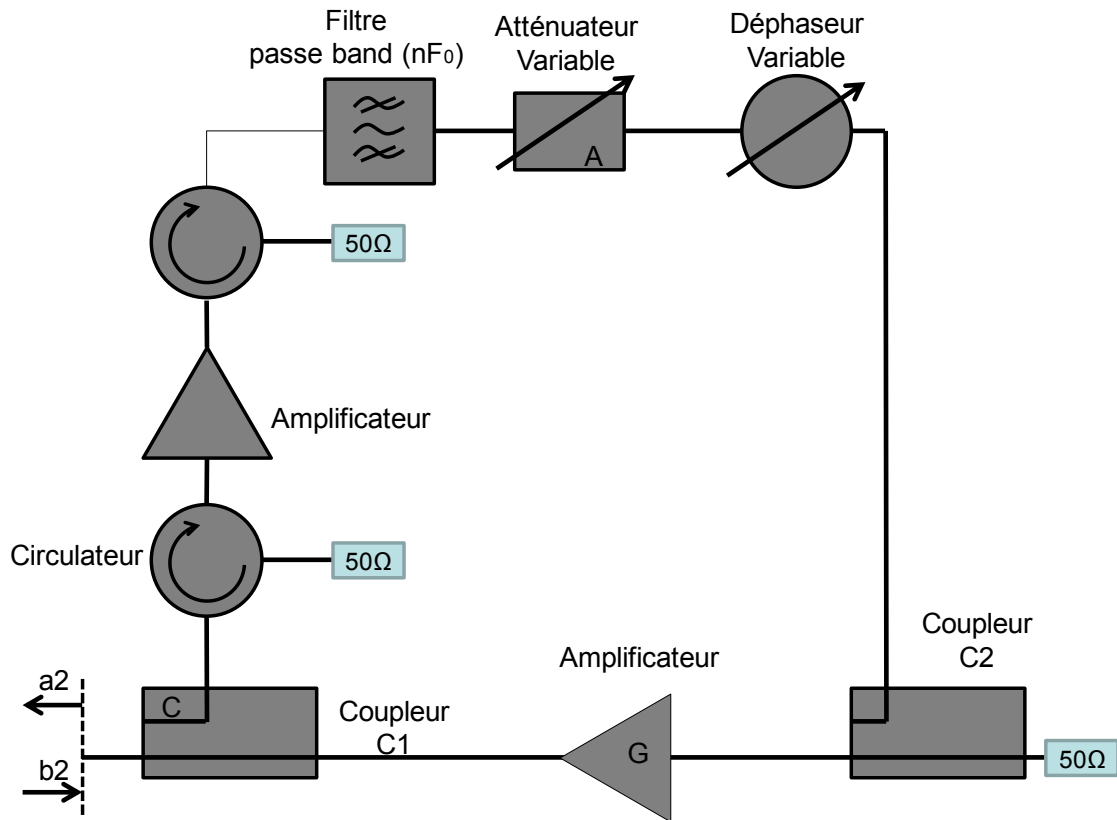 Filtre
passe band (nF0)
Atténuateur
Variable
Déphaseur
Variable
A
50Ω
Amplificateur
Circulateur
50Ω
Coupleur
C2
Amplificateur
a2
C
Coupleur
C1
G
50Ω
b2